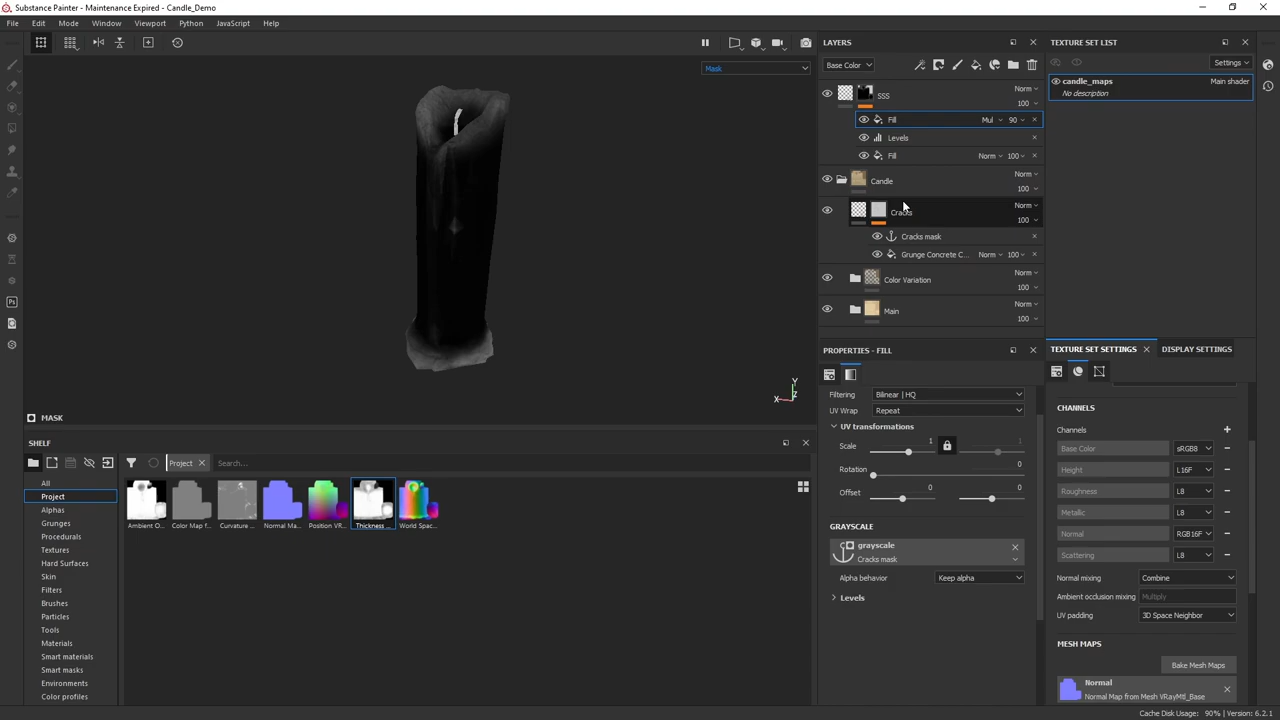 Substance Painter - Maintenance Expired - Candle_Demo
File Edit Mode Window Viewport Python JavaScript Help
Mask
MASK
X Y Z
LAYERS
Base Color
SSS Norm 100
Fill Mul 90
Levels
Fill Norm 100
Candle Norm 100
Cracks Norm 100
Cracks mask
Grunge Concrete C... Norm 100
Color Variation Norm 100
Main Norm 100
TEXTURE SET LIST
Settings
candle_maps Main shader
No description
PROPERTIES - FILL
Filtering Bilinear | HQ
UV Wrap Repeat
UV transformations
Scale 1 1
Rotation 0
Offset 0 0
GRAYSCALE
grayscale
Cracks mask
Alpha behavior Keep alpha
Levels
TEXTURE SET SETTINGS DISPLAY SETTINGS
CHANNELS
Channels
Base Color sRGB8
Height L16F
Roughness L8
Metallic L8
Normal RGB16F
Scattering L8
Normal mixing Combine
Ambient occlusion mixing Multiply
UV padding 3D Space Neighbor
MESH MAPS
Bake Mesh Maps
Normal
Normal Map from Mesh VRayMtl_Base
SHELF
Project Search...
All
Project
Alphas
Grunges
Procedurals
Textures
Hard Surfaces
Skin
Filters
Brushes
Particles
Tools
Materials
Smart materials
Smart masks
Environments
Color profiles
Ambient O... Color Map f... Curvature ... Normal Ma... Position VR... Thickness ... World Spac...
Ps
Cache Disk Usage: 90% | Version: 6.2.1